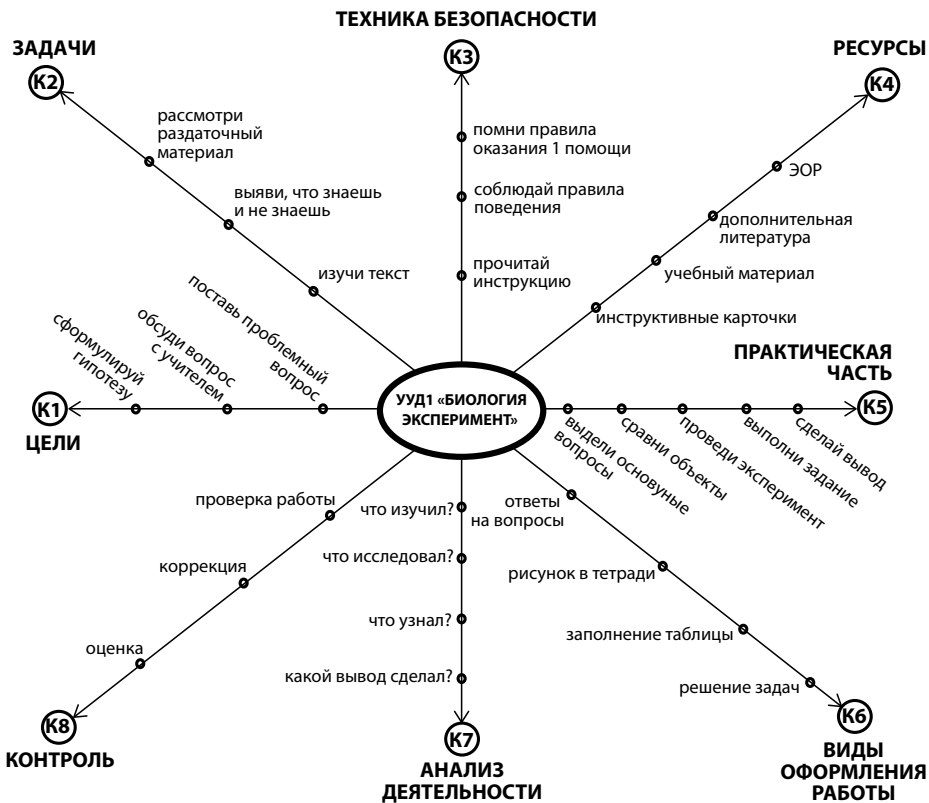 ТЕХНИКА БЕЗОПАСНОСТИ
К3
помни правила
оказания 1 помощи
соблюдай правила
поведения
прочитай
инструкцию
ЗАДАЧИ
К2
рассмотри
раздаточный
материал
выяви, что знаешь
и не знаешь
изучи текст
РЕСУРСЫ
К4
ЭОР
дополнительная
литература
учебный материал
инструктивные карточки
К1
ЦЕЛИ
сформулируй
гипотезу
обсуди вопрос
с учителем
поставь проблемный
вопрос
УУД1 «БИОЛОГИЯ
ЭКСПЕРИМЕНТ»
ПРАКТИЧЕСКАЯ
ЧАСТЬ
К5
выдели основуные
вопросы
сравни объекты
проведи эксперимент
выполни задание
сделай вывод
проверка работы
коррекция
оценка
К8
КОНТРОЛЬ
что изучил?
что исследовал?
что узнал?
какой вывод сделал?
К7
АНАЛИЗ
ДЕЯТЕЛЬНОСТИ
ответы
на вопросы
рисунок в тетради
заполнение таблицы
решение задач
К6
ВИДЫ
ОФОРМЛЕНИЯ
РАБОТЫ